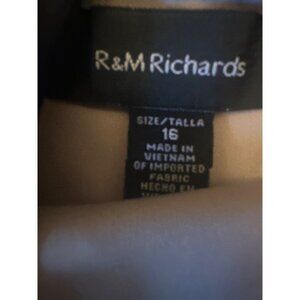 R&M Richards
SIZE/TALLA
16
MADE IN
VIETNAM
OF IMPORTED
FABRIC
HECHO EN